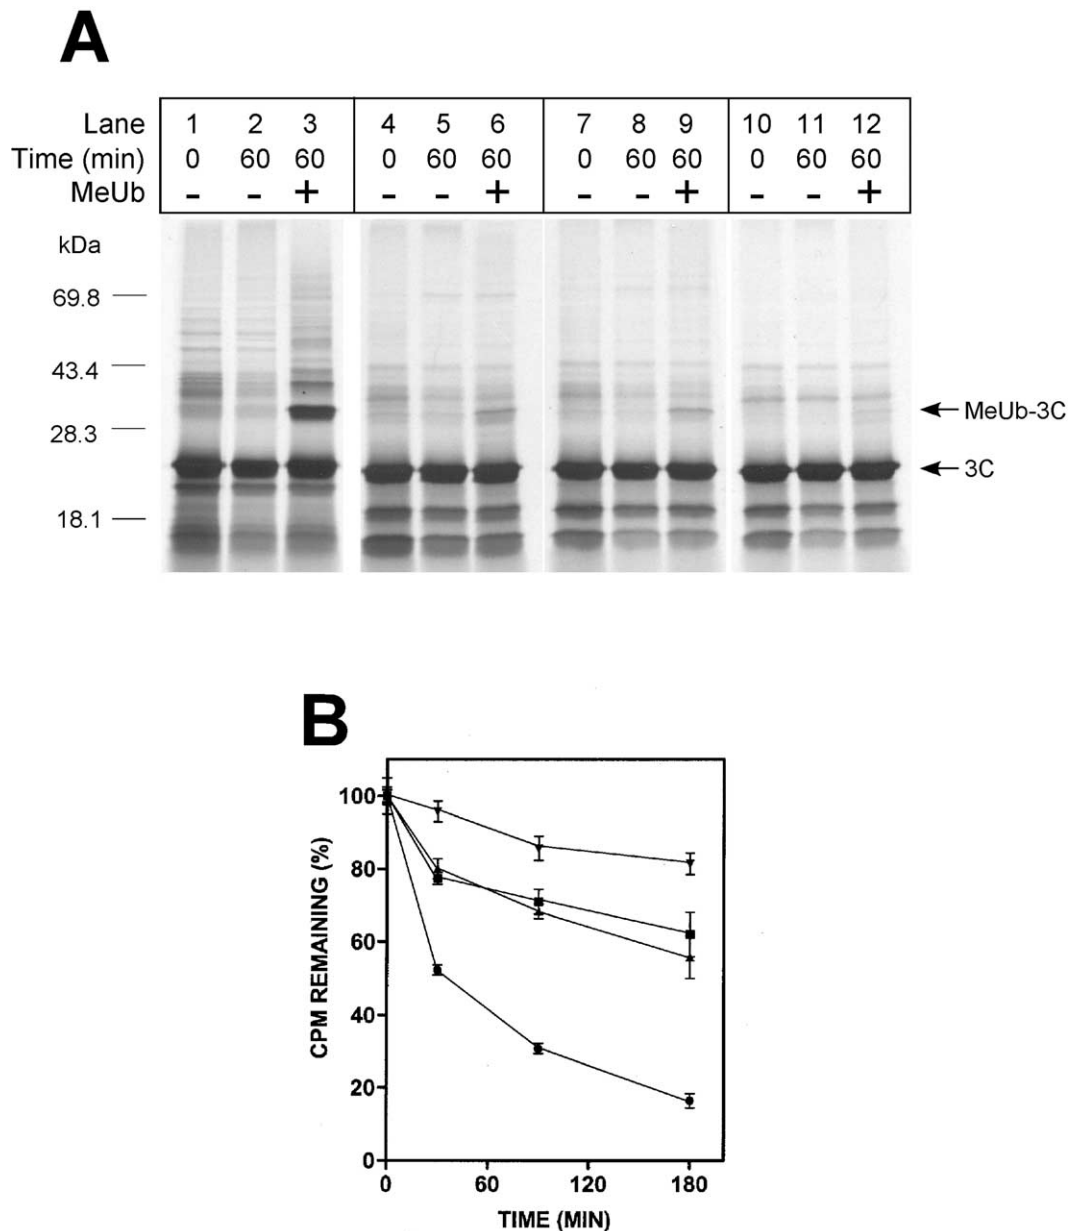 A
Lane 1 2 3 4 5 6 7 8 9 10 11 12
Time (min) 0 60 60 0 60 60 0 60 60 0 60 60
MeUb - - + - - + - - + - - +
kDa
69.8
43.4
28.3
18.1
MeUb-3C
3C
B
CPM REMAINING (%)
100
80
60
40
20
0
0 60 120 180
TIME (MIN)